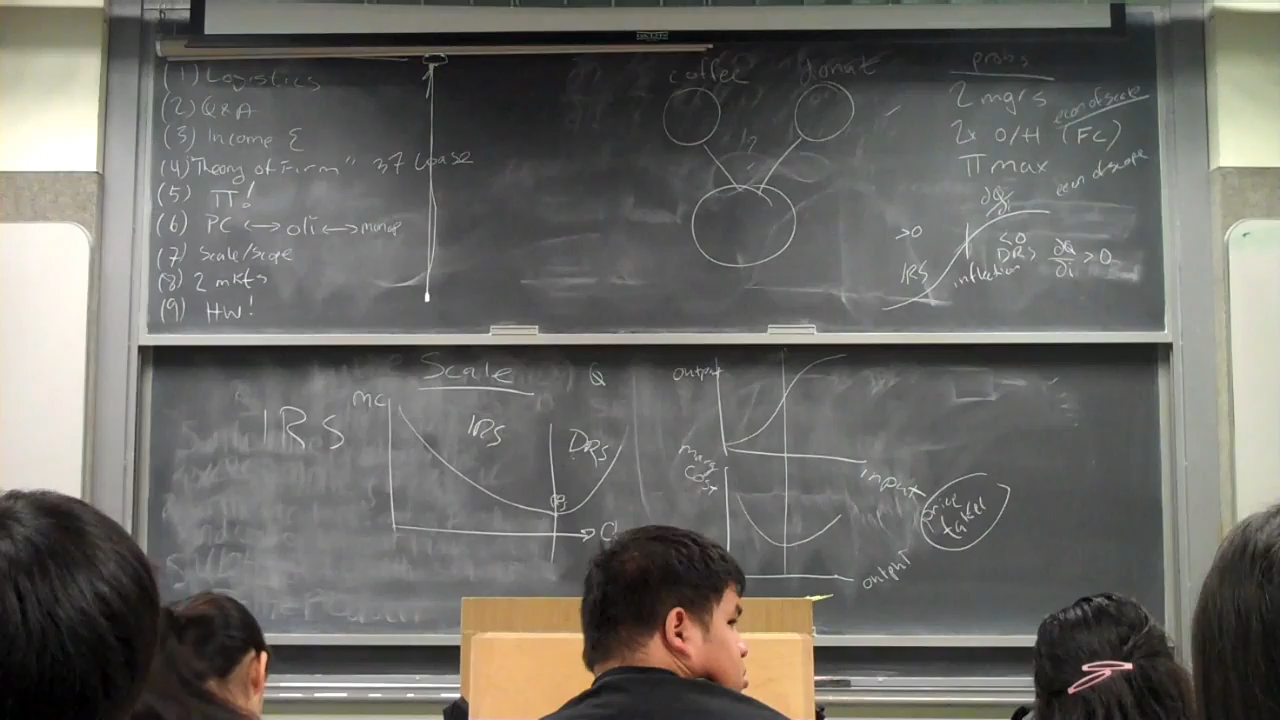 (1) Logistics
(2) Q&A
(3) Income Σ
(4) "Theory of Firm" 37 Coase
(5) π!
(6) PC ↔ oli ↔ monop
(7) Scale/scope
(8) 2 mkts
(9) HW!
coffee donut
probs
2 mgrs
econ of scale
2x O/H (FC)
π max
econ of scope
∂Q/∂i
>0
<0
IRS
inflection
DRS
∂Q/∂i > 0
Scale
Q
IRS
MC
IRS
DRS
output
input
marg
cost
output
price
taker